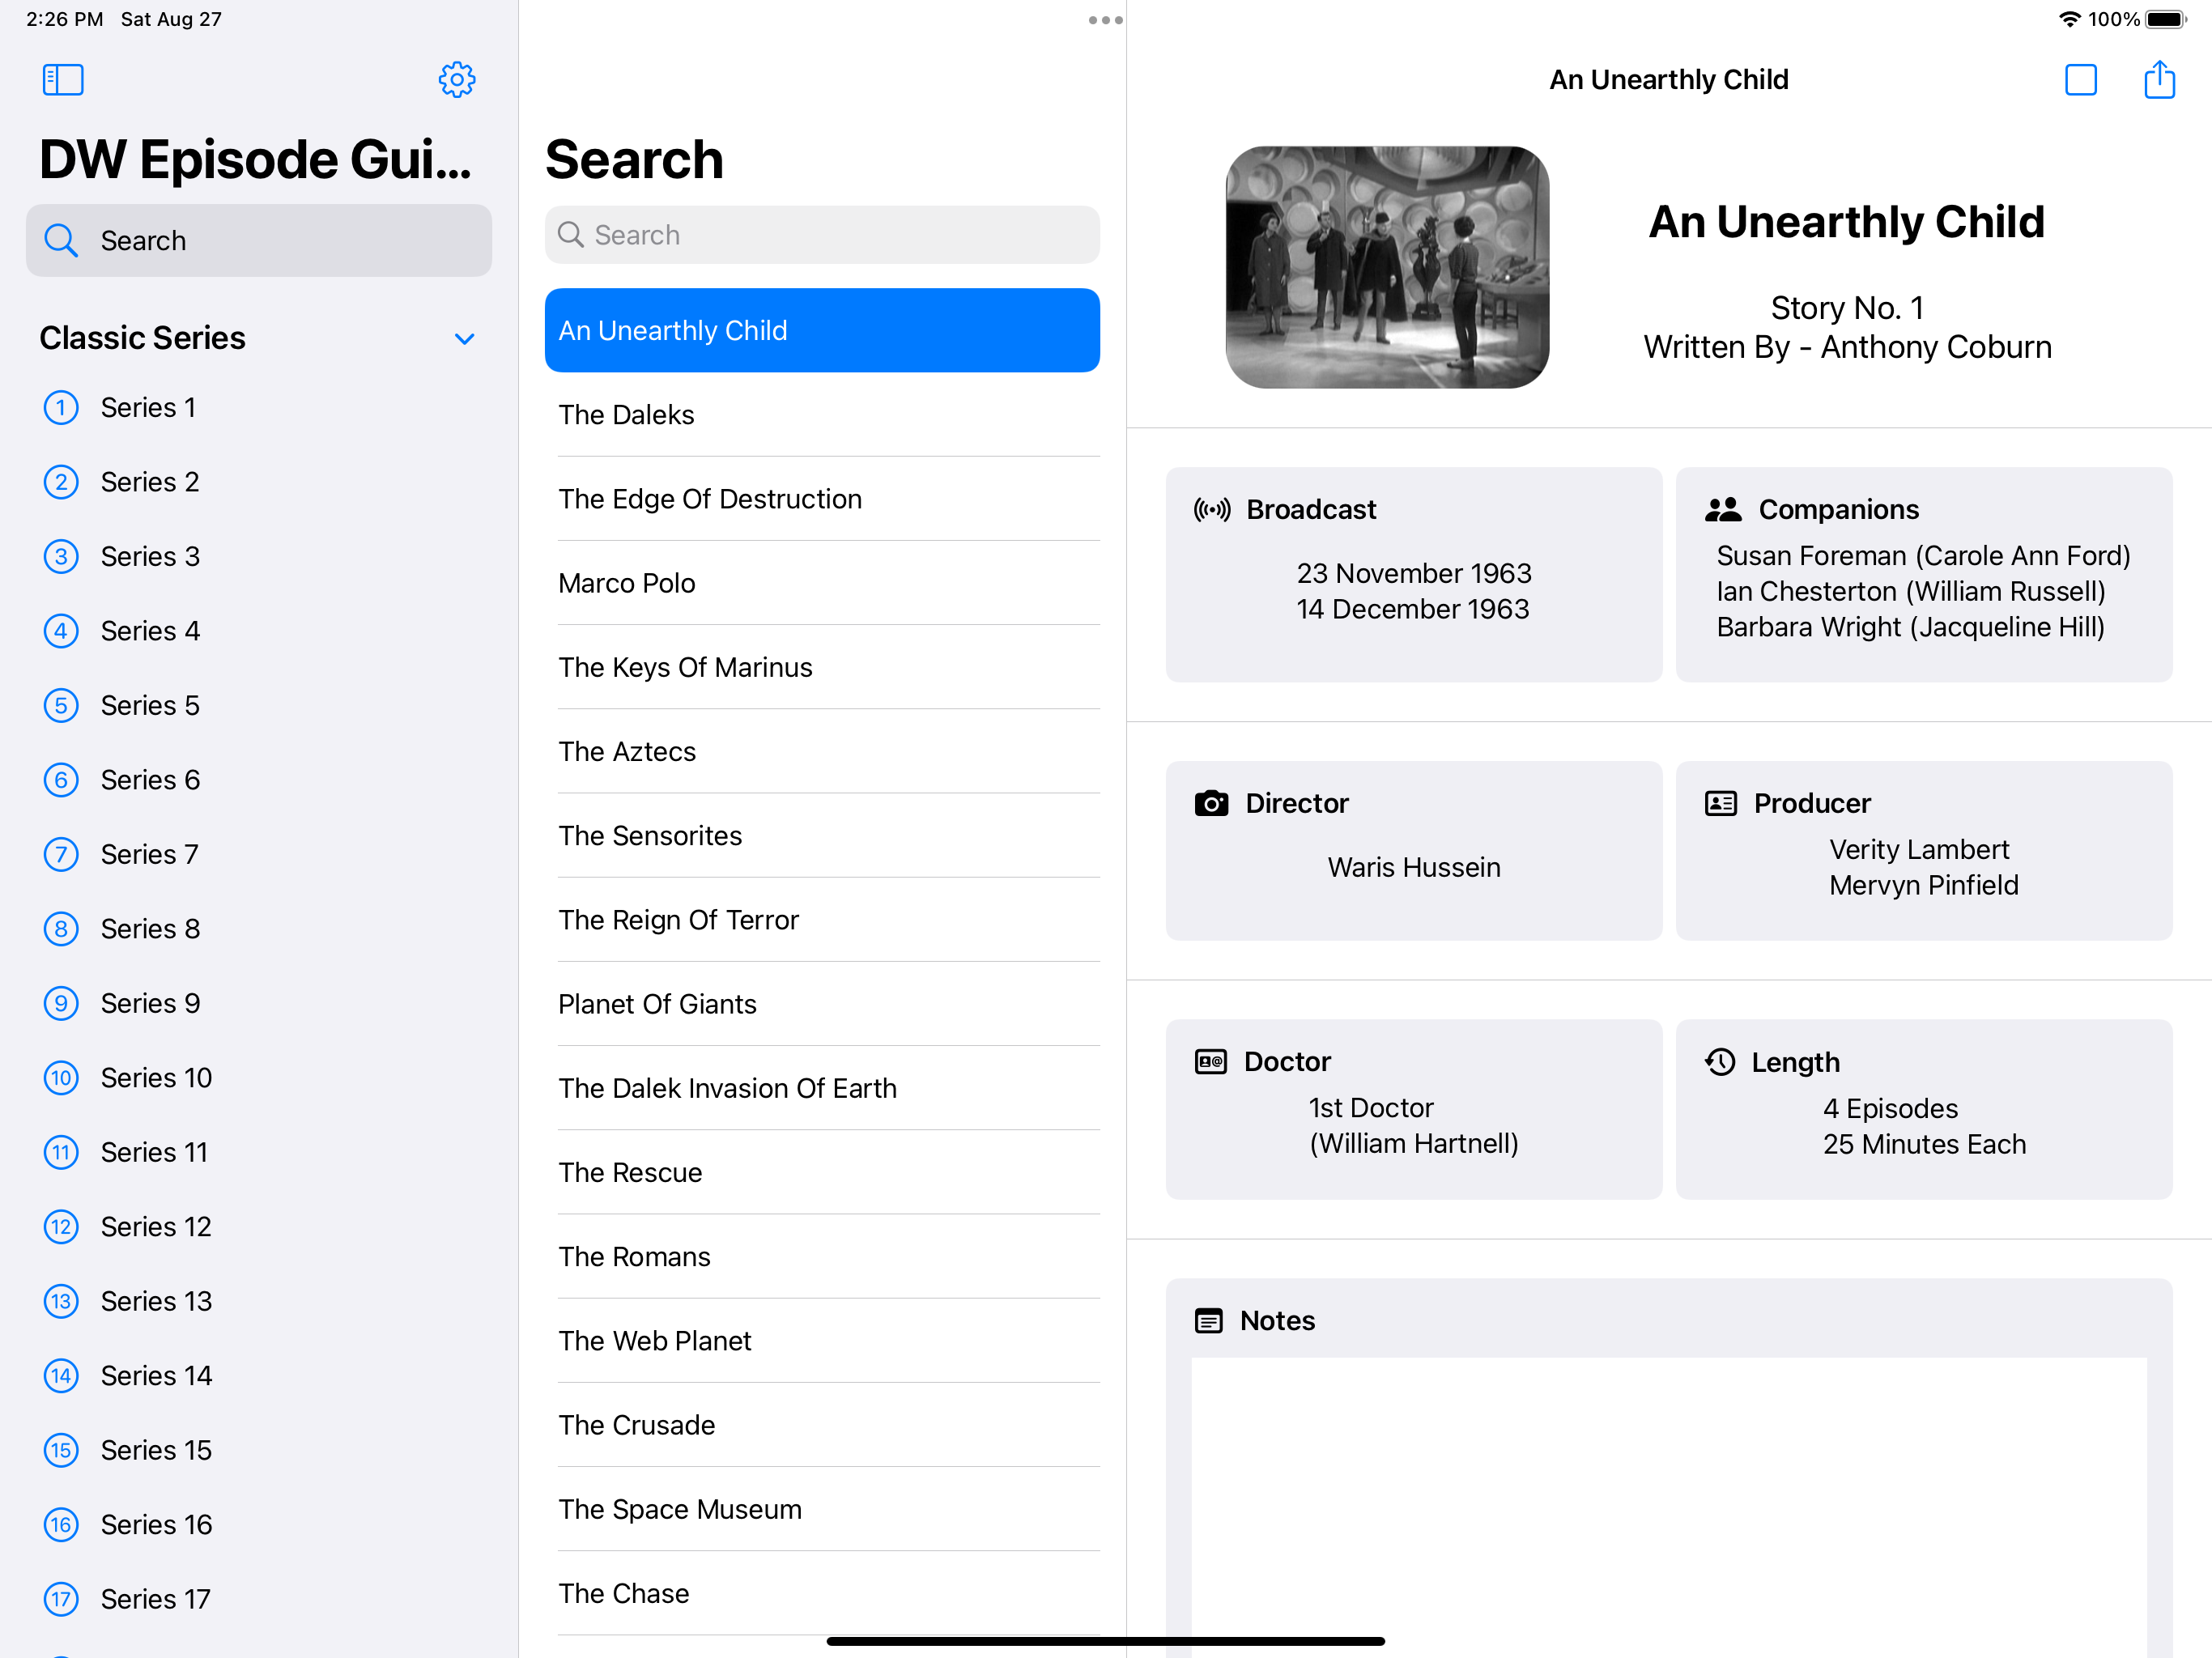 2:26 PM Sat Aug 27
100%
DW Episode Gui...
Search
Classic Series
1 Series 1
2 Series 2
3 Series 3
4 Series 4
5 Series 5
6 Series 6
7 Series 7
8 Series 8
9 Series 9
10 Series 10
11 Series 11
12 Series 12
13 Series 13
14 Series 14
15 Series 15
16 Series 16
17 Series 17
Search
Search
An Unearthly Child
The Daleks
The Edge Of Destruction
Marco Polo
The Keys Of Marinus
The Aztecs
The Sensorites
The Reign Of Terror
Planet Of Giants
The Dalek Invasion Of Earth
The Rescue
The Romans
The Web Planet
The Crusade
The Space Museum
The Chase
An Unearthly Child
An Unearthly Child
Story No. 1
Written By - Anthony Coburn
Broadcast
23 November 1963
14 December 1963
Companions
Susan Foreman (Carole Ann Ford)
Ian Chesterton (William Russell)
Barbara Wright (Jacqueline Hill)
Director
Waris Hussein
Producer
Verity Lambert
Mervyn Pinfield
Doctor
1st Doctor
(William Hartnell)
Length
4 Episodes
25 Minutes Each
Notes